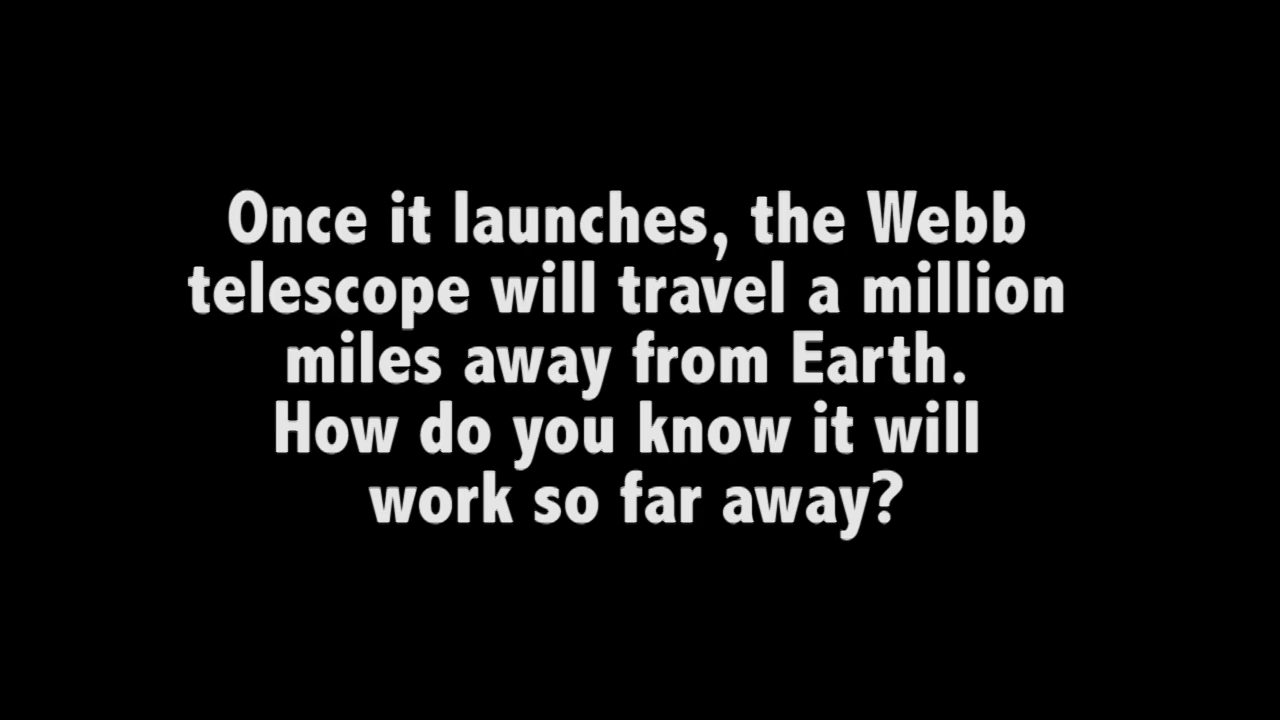 Once it launches, the Webb
telescope will travel a million
miles away from Earth.
How do you know it will
work so far away?